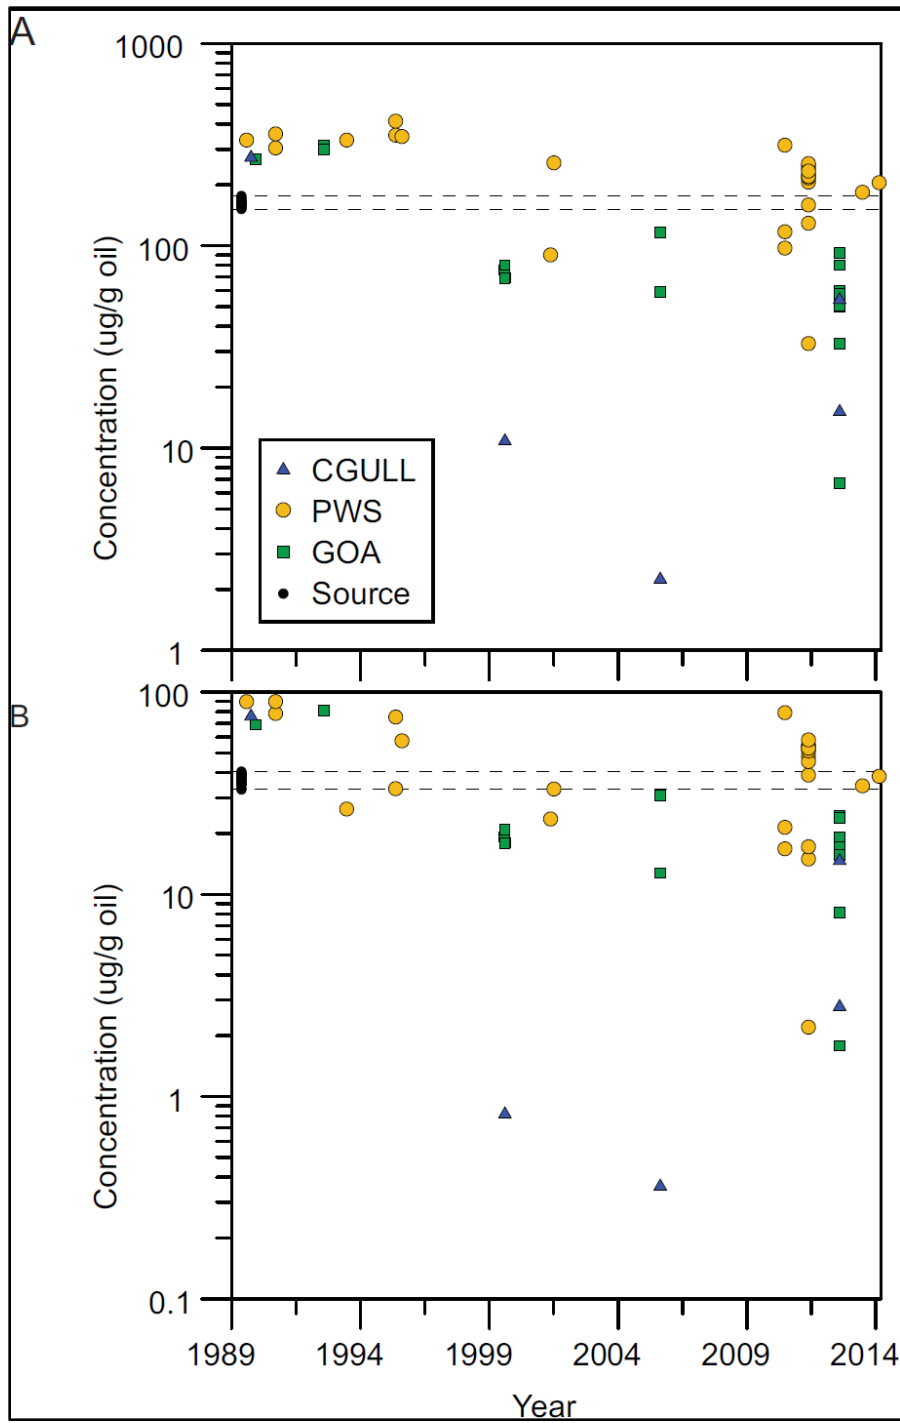 A
1000
100
10
1
Concentration (ug/g oil)
CGULL
PWS
GOA
Source
B
100
10
1
0.1
Concentration (ug/g oil)
1989 1994 1999 2004 2009 2014
Year